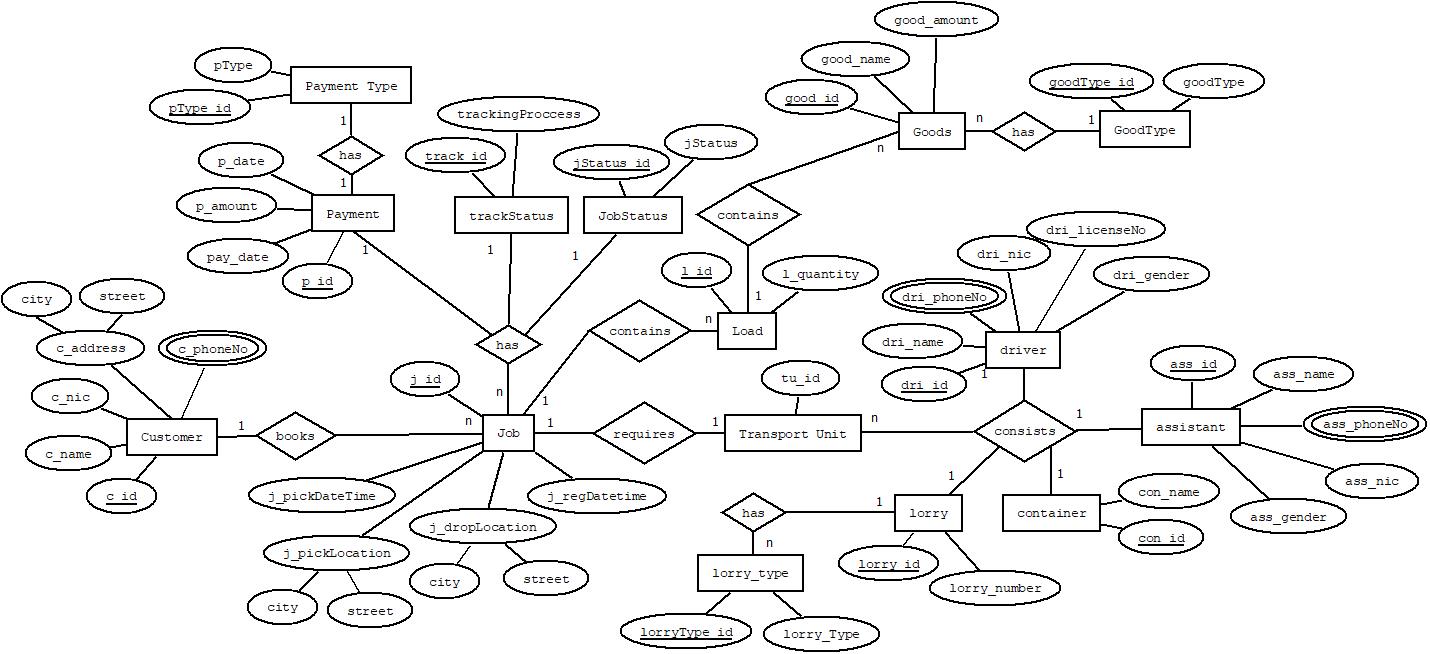 good_amount
pType
Payment Type
good_name
goodType_id
goodType
pType_id
good_id
trackingProccess
n
1
1
Goods
has
GoodType
jStatus
n
p_date
has
track_id
jStatus_id
1
p_amount
Payment
trackStatus
JobStatus
contains
dri_licenseNo
pay_date
1
1
1
dri_nic
p_id
l_id
l_quantity
dri_gender
city
street
1
dri_phoneNo
n
contains
Load
c_address
c_phoneNo
has
dri_name
driver
ass_id
j_id
n
1
tu_id
dri_id
1
ass_name
c_nic
1
n
1
1
n
1
ass_phoneNo
Customer
books
Job
requires
Transport Unit
consists
assistant
c_name
c_id
j_pickDateTime
j_regDatetime
1
1
1
con_name
ass_nic
j_dropLocation
has
lorry
container
ass_gender
j_pickLocation
n
con_id
city
street
lorry_type
lorry_id
city
street
lorry_number
lorryType_id
lorry_Type